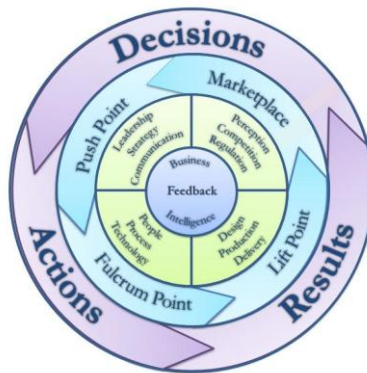 Decisions
Marketplace
Push Point
Leadership
Strategy
Communication
Perception
Competition
Regulation
Business
Feedback
Intelligence
People
Process
Technology
Design
Production
Delivery
Lift Point
Fulcrum Point
Actions
Results